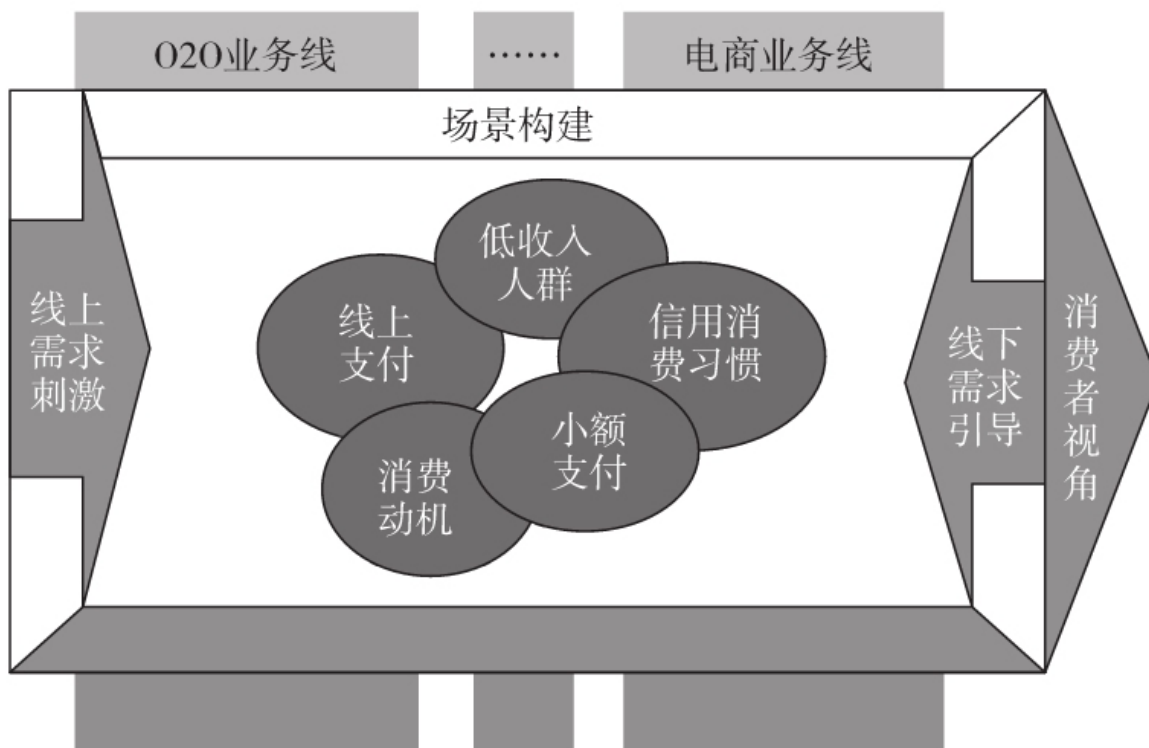 O2O业务线
……
电商业务线
场景构建
低收入
人群
线上
支付
信用消
费习惯
小额
支付
消费
动机
线上
需求
刺激
线下
需求
引导
消
费
者
视
角